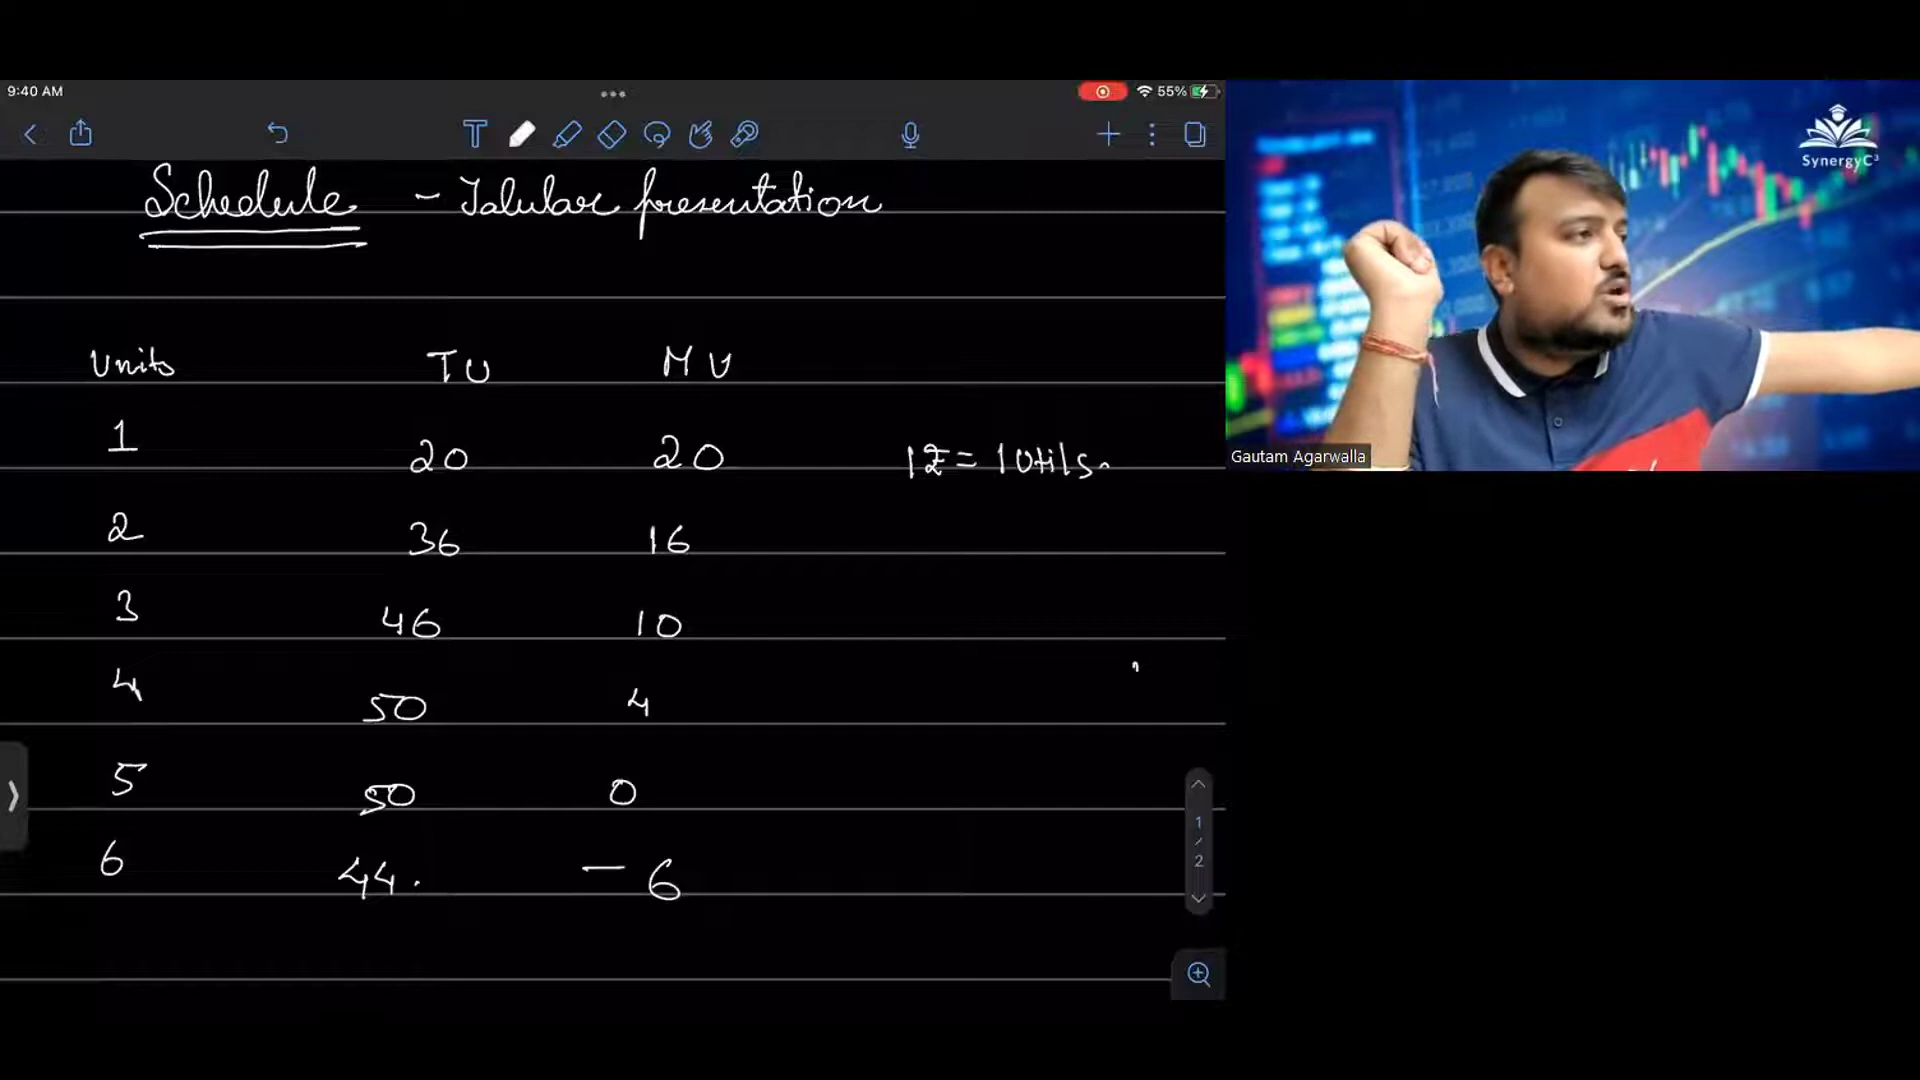 9:40 AM
55%
SynergyC³
Schedule - Tabular presentation
Units TU MU
1 20 20 1₹ = 1 Utils.
Gautam Agarwalla
2 36 16
3 46 10
4 50 4
5 50 0
6 44. - 6
1
/
2